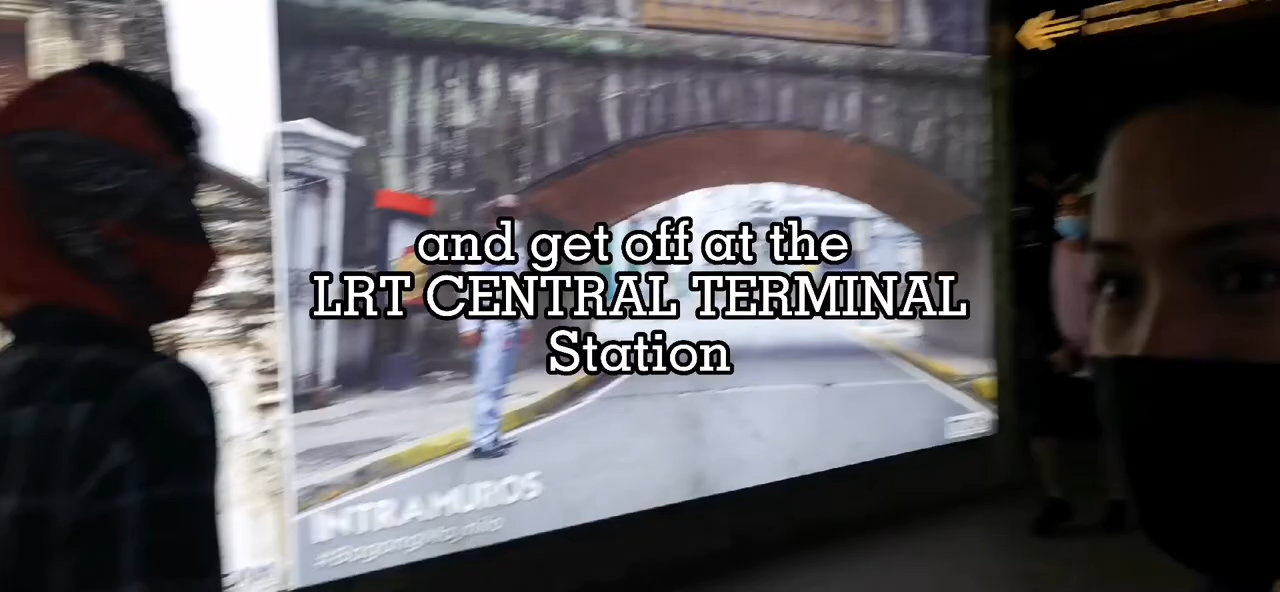 and get off at the
LRT CENTRAL TERMINAL
Station
INTRAMUROS